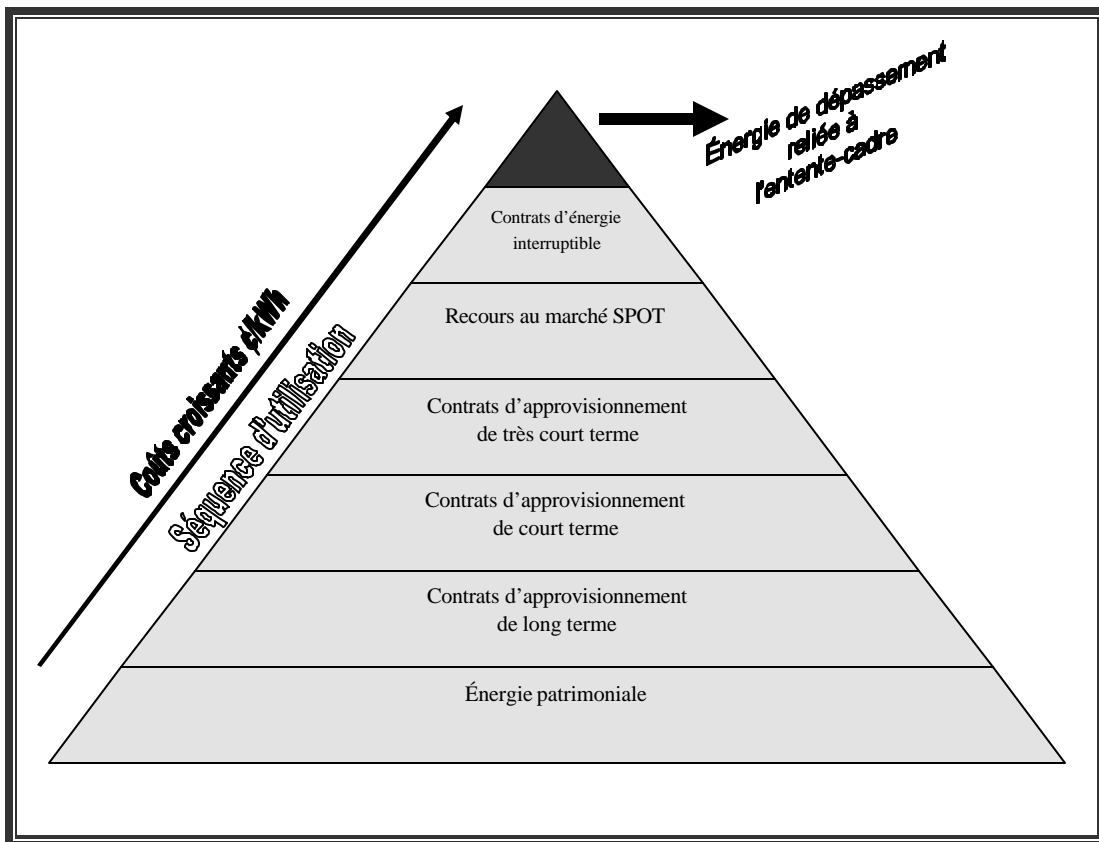 Énergie de dépassement
reliée à
l'entente-cadre
Contrats d’énergie
interruptible
Recours au marché SPOT
Coûts croissants ¢/kWh
Séquence d'utilisation
Contrats d’approvisionnement
de très court terme
Contrats d’approvisionnement
de court terme
Contrats d’approvisionnement
de long terme
Énergie patrimoniale